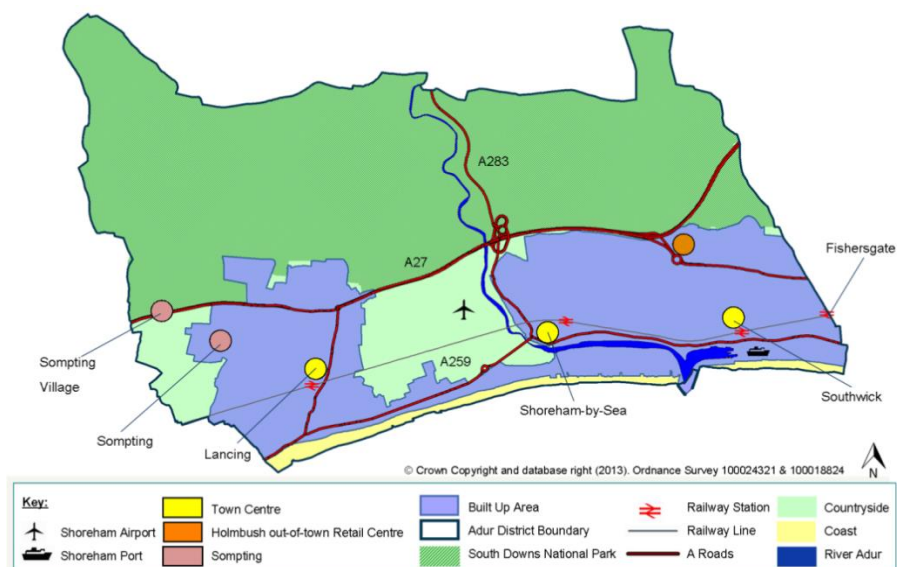 A283
A27
Fishersgate
Sompting
Village
A259
Sompting
Lancing
Shoreham-by-Sea
Southwick
© Crown Copyright and database right (2013). Ordnance Survey 100024321 & 100018824
N
Key:
Shoreham Airport
Shoreham Port
Town Centre
Holmbush out-of-town Retail Centre
Sompting
Built Up Area
Adur District Boundary
South Downs National Park
Railway Station
Railway Line
A Roads
Countryside
Coast
River Adur